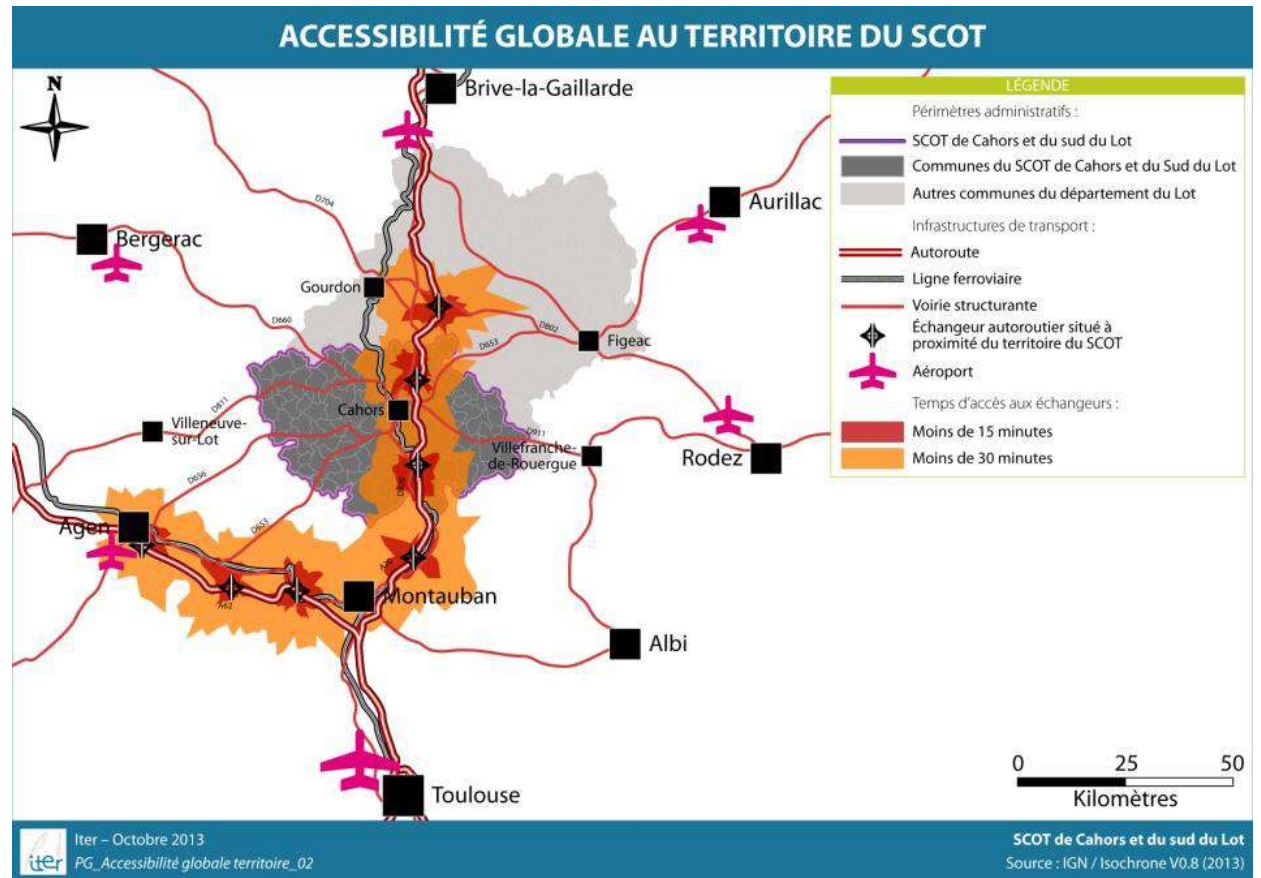 ACCESSIBILITÉ GLOBALE AU TERRITOIRE DU SCOT
N
Brive-la-Gaillarde
D704
Aurillac
Bergerac
Gourdon
D660
D802
D653
Figeac
D811
Cahors
Villeneuve-
sur-Lot
D911
Villefranche-
de-Rouergue
Rodez
D656
D653
Agen
A62
Montauban
Albi
Toulouse
LÉGENDE
Périmètres administratifs :
SCOT de Cahors et du sud du Lot
Communes du SCOT de Cahors et du Sud du Lot
Autres communes du département du Lot
Infrastructures de transport :
Autoroute
Ligne ferroviaire
Voirie structurante
Échangeur autoroutier situé à
proximité du territoire du SCOT
Aéroport
Temps d'accès aux échangeurs :
Moins de 15 minutes
Moins de 30 minutes
0 25 50
Kilomètres
iter
Iter – Octobre 2013
PG_Accessibilité globale territoire_02
SCOT de Cahors et du sud du Lot
Source : IGN / Isochrone V0.8 (2013)